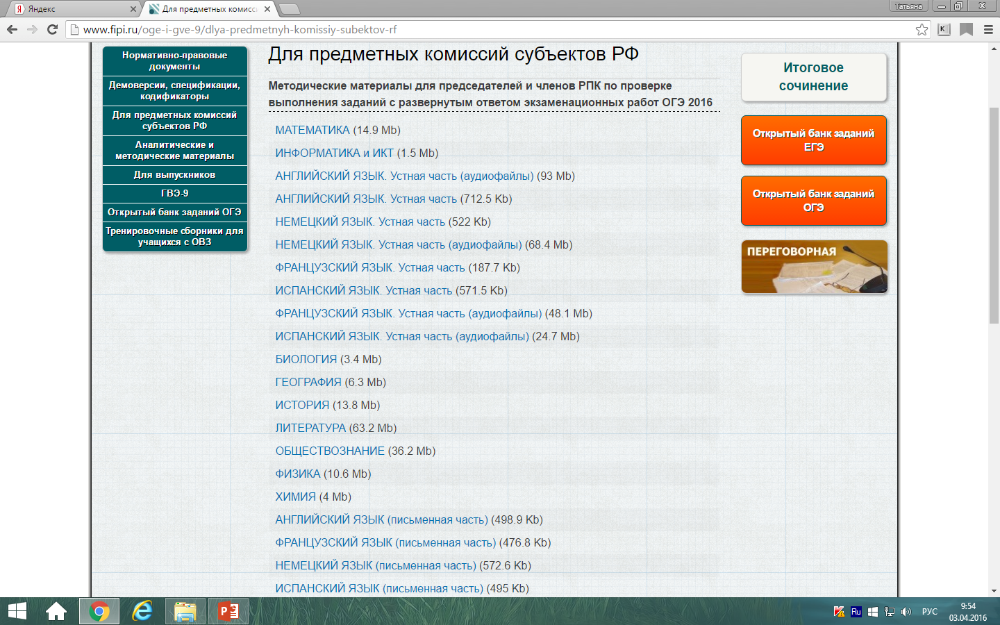 Яндекс
Для предметных комисси
Татьяна
www.fipi.ru/oge-i-gve-9/dlya-predmetnyh-komissiy-subektov-rf
Нормативно-правовые
документы
Демоверсии, спецификации,
кодификаторы
Для предметных комиссий
субъектов РФ
Аналитические и
методические материалы
Для выпускников
ГВЭ-9
Открытый банк заданий ОГЭ
Тренировочные сборники для
учащихся с ОВЗ
Для предметных комиссий субъектов РФ
Методические материалы для председателей и членов РПК по проверке
выполнения заданий с развернутым ответом экзаменационных работ ОГЭ 2016
МАТЕМАТИКА (14.9 Mb)
ИНФОРМАТИКА и ИКТ (1.5 Mb)
АНГЛИЙСКИЙ ЯЗЫК. Устная часть (аудиофайлы) (93 Mb)
АНГЛИЙСКИЙ ЯЗЫК. Устная часть (712.5 Kb)
НЕМЕЦКИЙ ЯЗЫК. Устная часть (522 Kb)
НЕМЕЦКИЙ ЯЗЫК. Устная часть (аудиофайлы) (68.4 Mb)
ФРАНЦУЗСКИЙ ЯЗЫК. Устная часть (187.7 Kb)
ИСПАНСКИЙ ЯЗЫК. Устная часть (571.5 Kb)
ФРАНЦУЗСКИЙ ЯЗЫК. Устная часть (аудиофайлы) (48.1 Mb)
ИСПАНСКИЙ ЯЗЫК. Устная часть (аудиофайлы) (24.7 Mb)
БИОЛОГИЯ (3.4 Mb)
ГЕОГРАФИЯ (6.3 Mb)
ИСТОРИЯ (13.8 Mb)
ЛИТЕРАТУРА (63.2 Mb)
ОБЩЕСТВОЗНАНИЕ (36.2 Mb)
ФИЗИКА (10.6 Mb)
ХИМИЯ (4 Mb)
АНГЛИЙСКИЙ ЯЗЫК (письменная часть) (498.9 Kb)
ФРАНЦУЗСКИЙ ЯЗЫК (письменная часть) (476.8 Kb)
НЕМЕЦКИЙ ЯЗЫК (письменная часть) (572.6 Kb)
ИСПАНСКИЙ ЯЗЫК (письменная часть) (495 Kb)
Итоговое
сочинение
Открытый банк заданий
ЕГЭ
Открытый банк заданий
ОГЭ
ПЕРЕГОВОРНАЯ
Ru
РУС
9:54
03.04.2016